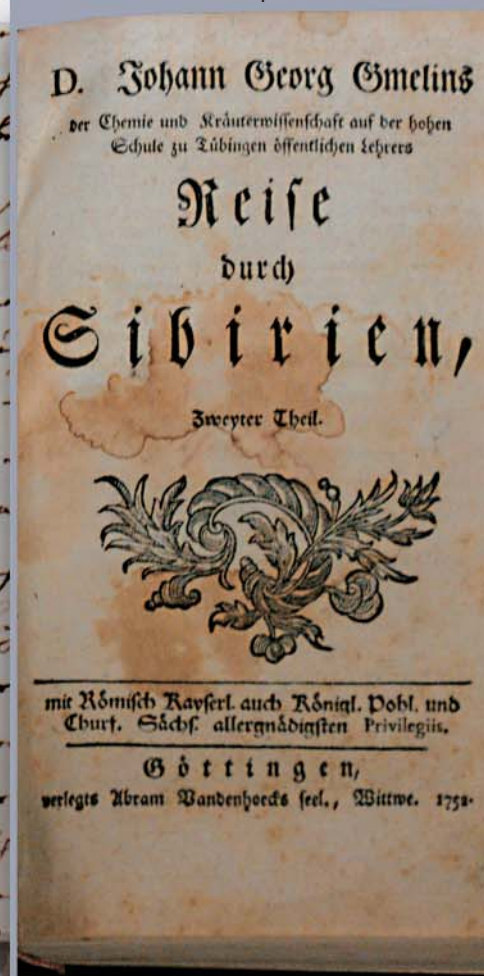 D. Johann Georg Gmelins
der Chemie und Kräuterwissenschaft auf der hohen
Schule zu Tübingen öffentlichen Lehrers
Reise
durch
Sibirien,
Zweyter Theil.
mit Römisch Kayserl. auch Königl. Pohl. und
Churf. Sächs. allergnädigsten Privilegiis.
Göttingen,
verlegts Abram Vandenhoecks seel., Wittwe. 1752.